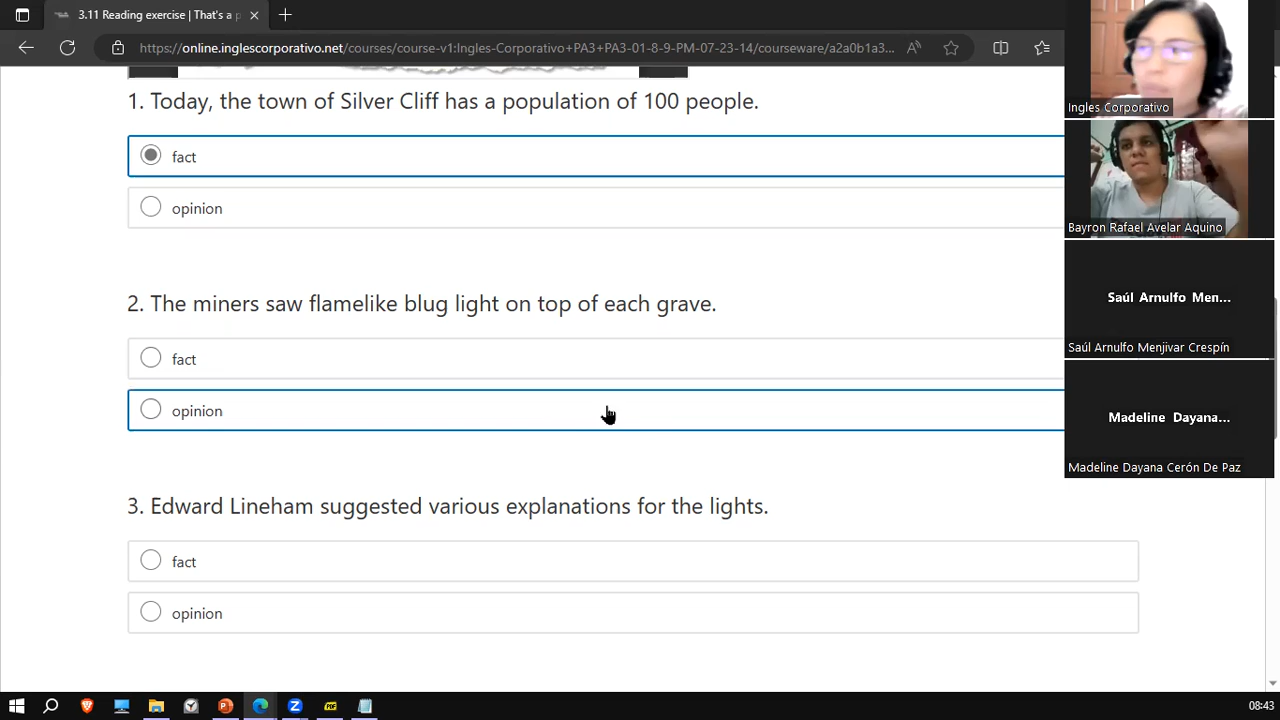 3.11 Reading exercise | That's a p
https://online.inglescorporativo.net/courses/course-v1:Ingles-Corporativo+PA3+PA3-01-8-9-PM-07-23-14/courseware/a2a0b1a3...
1. Today, the town of Silver Cliff has a population of 100 people.
fact
opinion
2. The miners saw flamelike blug light on top of each grave.
fact
opinion
3. Edward Lineham suggested various explanations for the lights.
fact
opinion
Ingles Corporativo
Bayron Rafael Avelar Aquino
Saúl Arnulfo Men...
Saúl Arnulfo Menjivar Crespín
Madeline Dayana...
Madeline Dayana Cerón De Paz
08:43